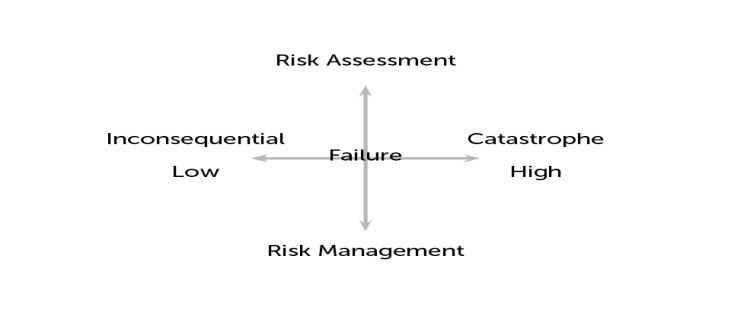 Risk Assessment
Inconsequential
Catastrophe
Failure
Low
High
Risk Management